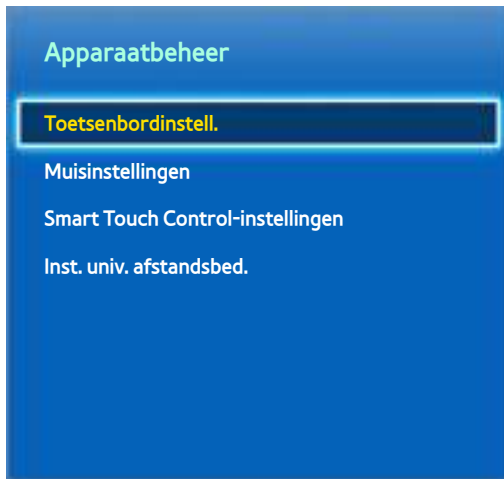 Apparaatbeheer
Toetsenbordinstell.
Muisinstellingen
Smart Touch Control-instellingen
Inst. univ. afstandsbed.